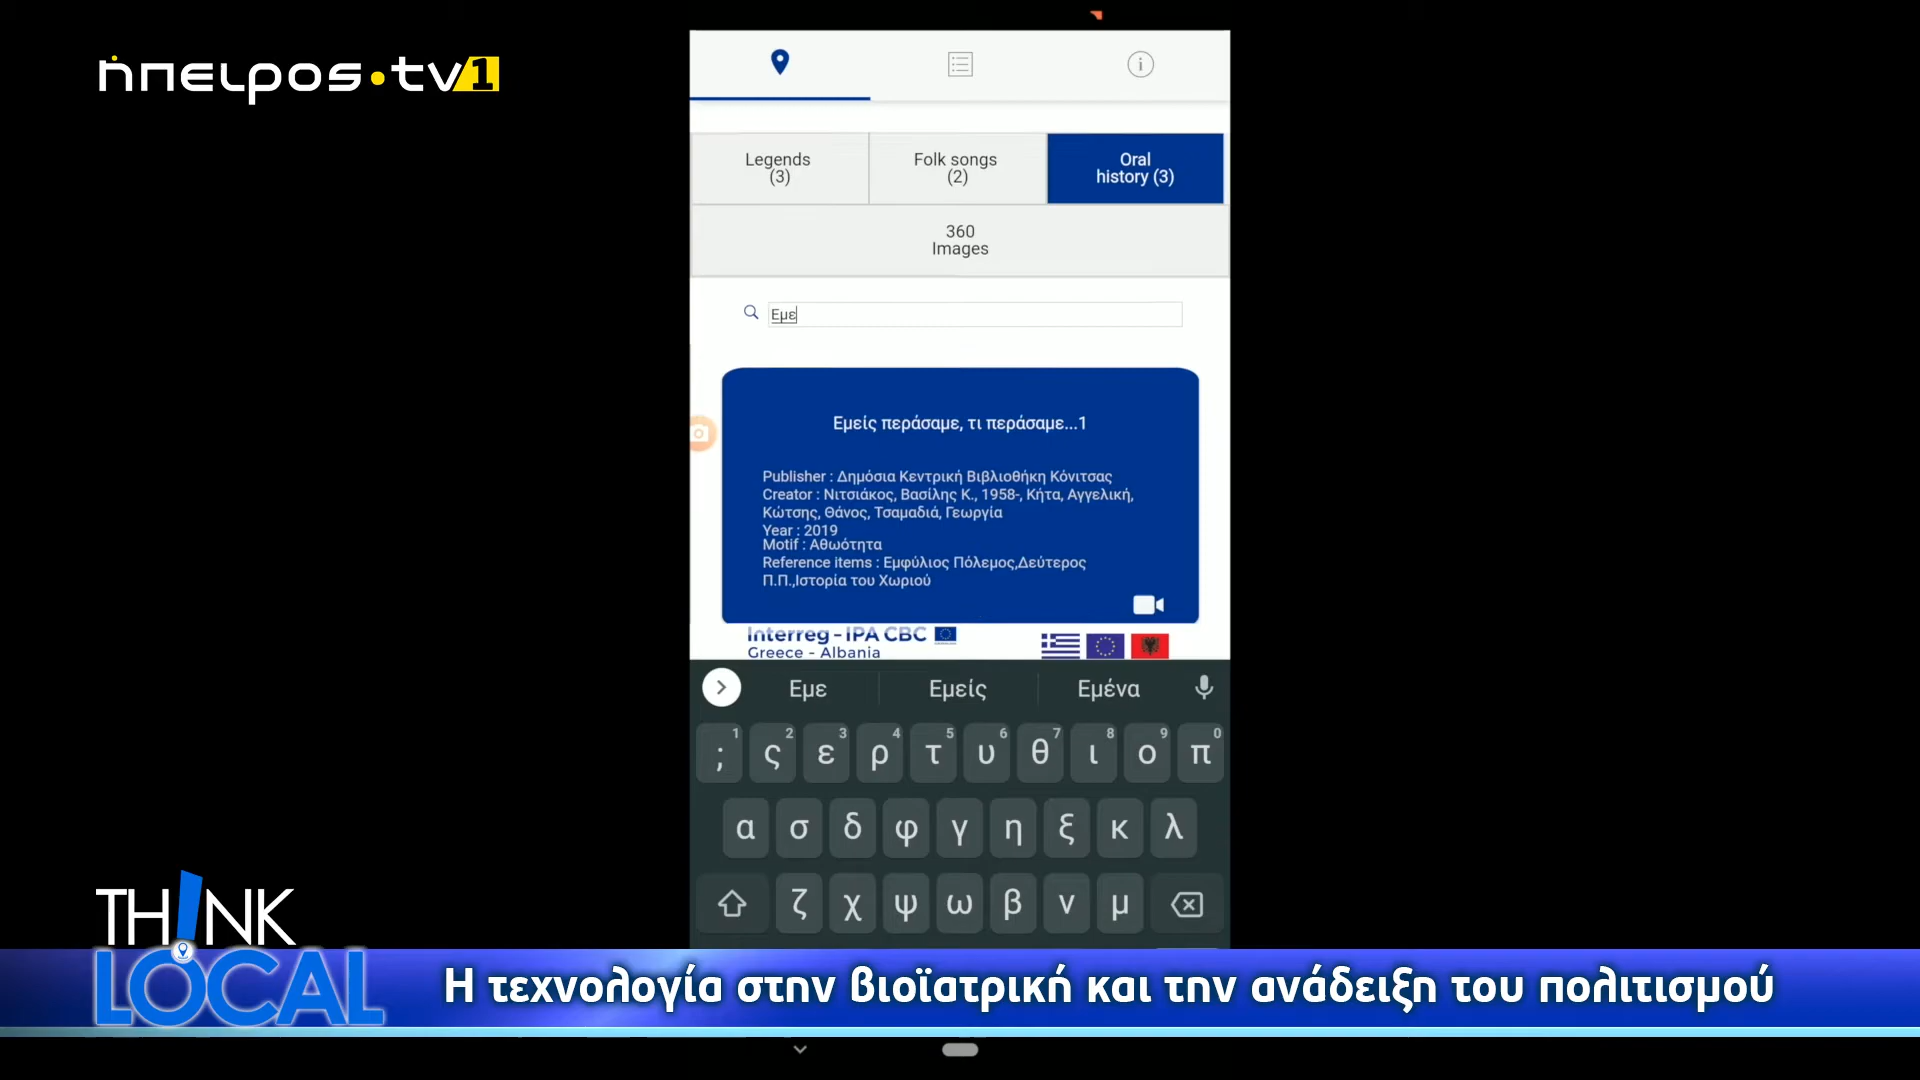 ήπειρος.tv1
Legends
(3)
Folk songs
(2)
Oral
history (3)
360
Images
Εμε
Εμείς περάσαμε, τι περάσαμε...1
Publisher : Δημόσια Κεντρική Βιβλιοθήκη Κόνιτσας
Creator : Νιτσιάκος, Βασίλης Κ., 1958-, Κήτα, Αγγελική,
Κώτσης, Θάνος, Τσαμαδιά, Γεωργία
Year : 2019
Motif : Αθωότητα
Reference items : Εμφύλιος Πόλεμος,Δεύτερος
Π.Π.,Ιστορία του Χωριού
Interreg - IPA CBC
Greece - Albania
Εμε Εμείς Εμένα
1 2 3 4 5 6 7 8 9 0
; ς ε ρ τ υ θ ι ο π
α σ δ φ γ η ξ κ λ
ζ χ ψ ω β ν μ
TH!NK
LOCAL
Η τεχνολογία στην βιοϊατρική και την ανάδειξη του πολιτισμού